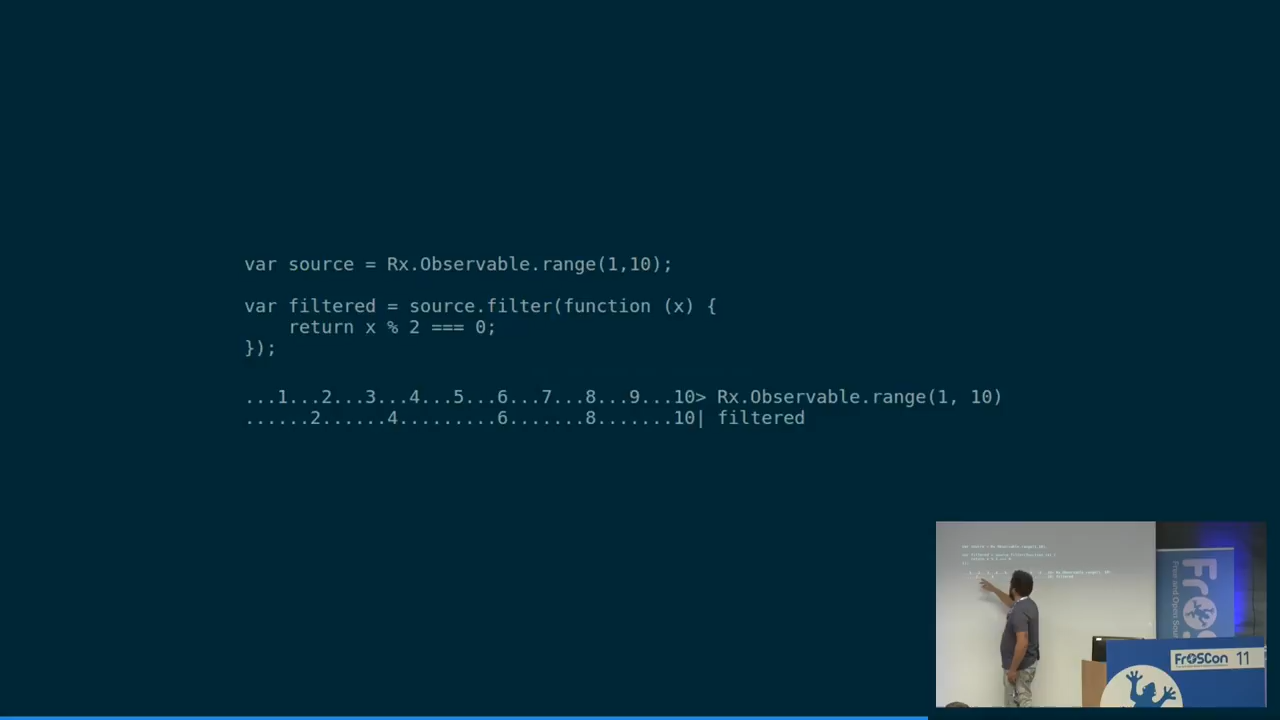 var source = Rx.Observable.range(1,10);
var filtered = source.filter(function (x) {
    return x % 2 === 0;
});
...1...2...3...4...5...6...7...8...9...10> Rx.Observable.range(1, 10)
......2......4.........6.......8.......10| filtered
FrOSCon 11